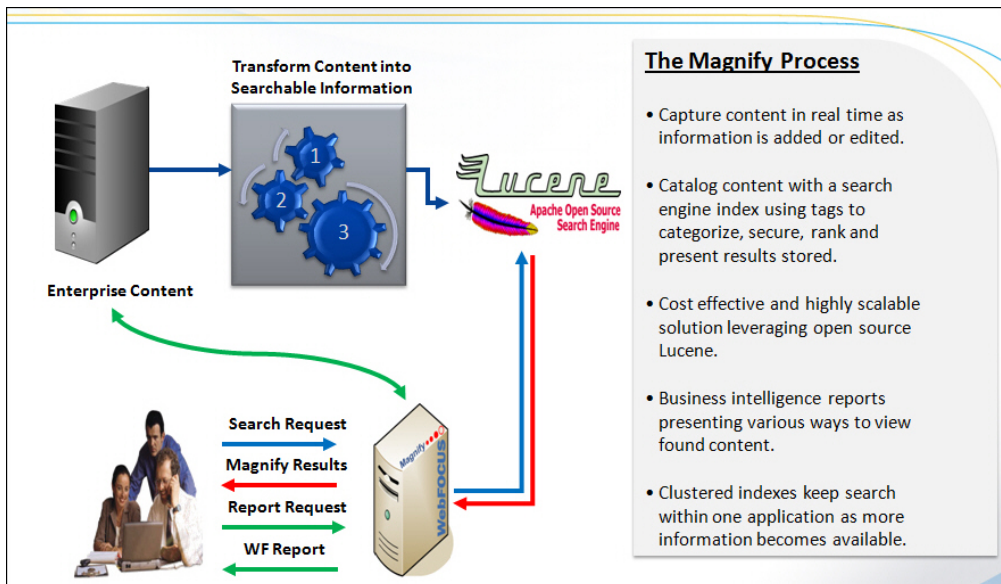 Transform Content into
Searchable Information
1
2
3
Lucene
Apache Open Source
Search Engine
Enterprise Content
Search Request
Magnify Results
Report Request
WF Report
Magnify
WebFOCUS
The Magnify Process
• Capture content in real time as
information is added or edited.
• Catalog content with a search
engine index using tags to
categorize, secure, rank and
present results stored.
• Cost effective and highly scalable
solution leveraging open source
Lucene.
• Business intelligence reports
presenting various ways to view
found content.
• Clustered indexes keep search
within one application as more
information becomes available.